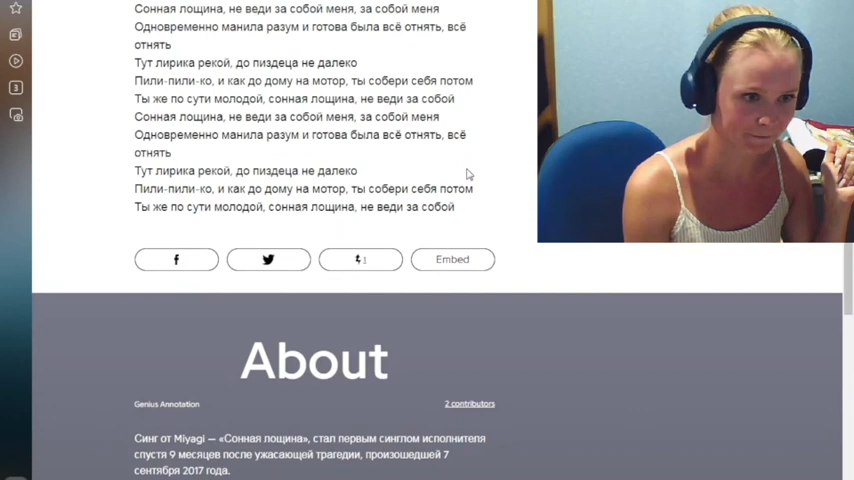 Сонная лощина, не веди за собой меня, за собой меня
Одновременно манила разум и готова была всё отнять, всё
отнять
Тут лирика рекой, до пиздеца не далеко
Пили-пили-ко, и как до дому на мотор, ты собери себя потом
Ты же по сути молодой, сонная лощина, не веди за собой
Сонная лощина, не веди за собой меня, за собой меня
Одновременно манила разум и готова была всё отнять, всё
отнять
Тут лирика рекой, до пиздеца не далеко
Пили-пили-ко, и как до дому на мотор, ты собери себя потом
Ты же по сути молодой, сонная лощина, не веди за собой
1
Embed
3
About
Genius Annotation
2 contributors
Синг от Miyagi — «Сонная лощина», стал первым синглом исполнителя
спустя 9 месяцев после ужасающей трагедии, произошедшей 7
сентября 2017 года.